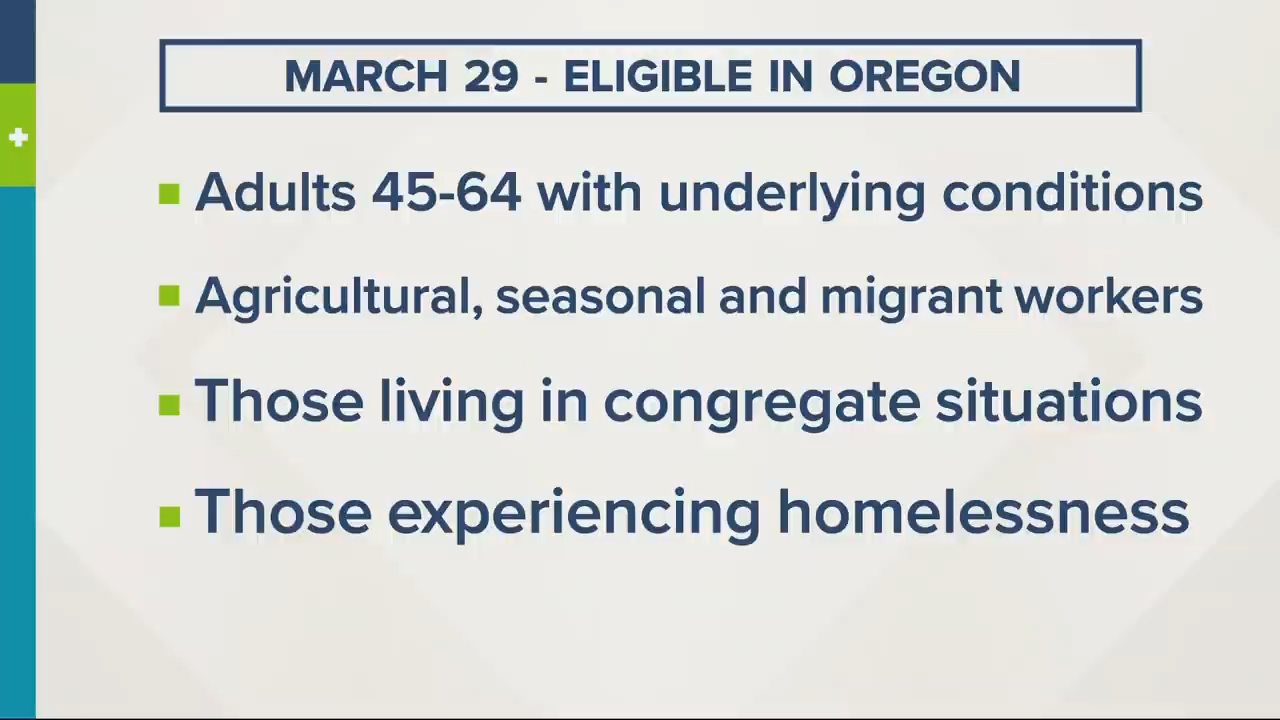 MARCH 29 - ELIGIBLE IN OREGON
Adults 45-64 with underlying conditions
Agricultural, seasonal and migrant workers
Those living in congregate situations
Those experiencing homelessness